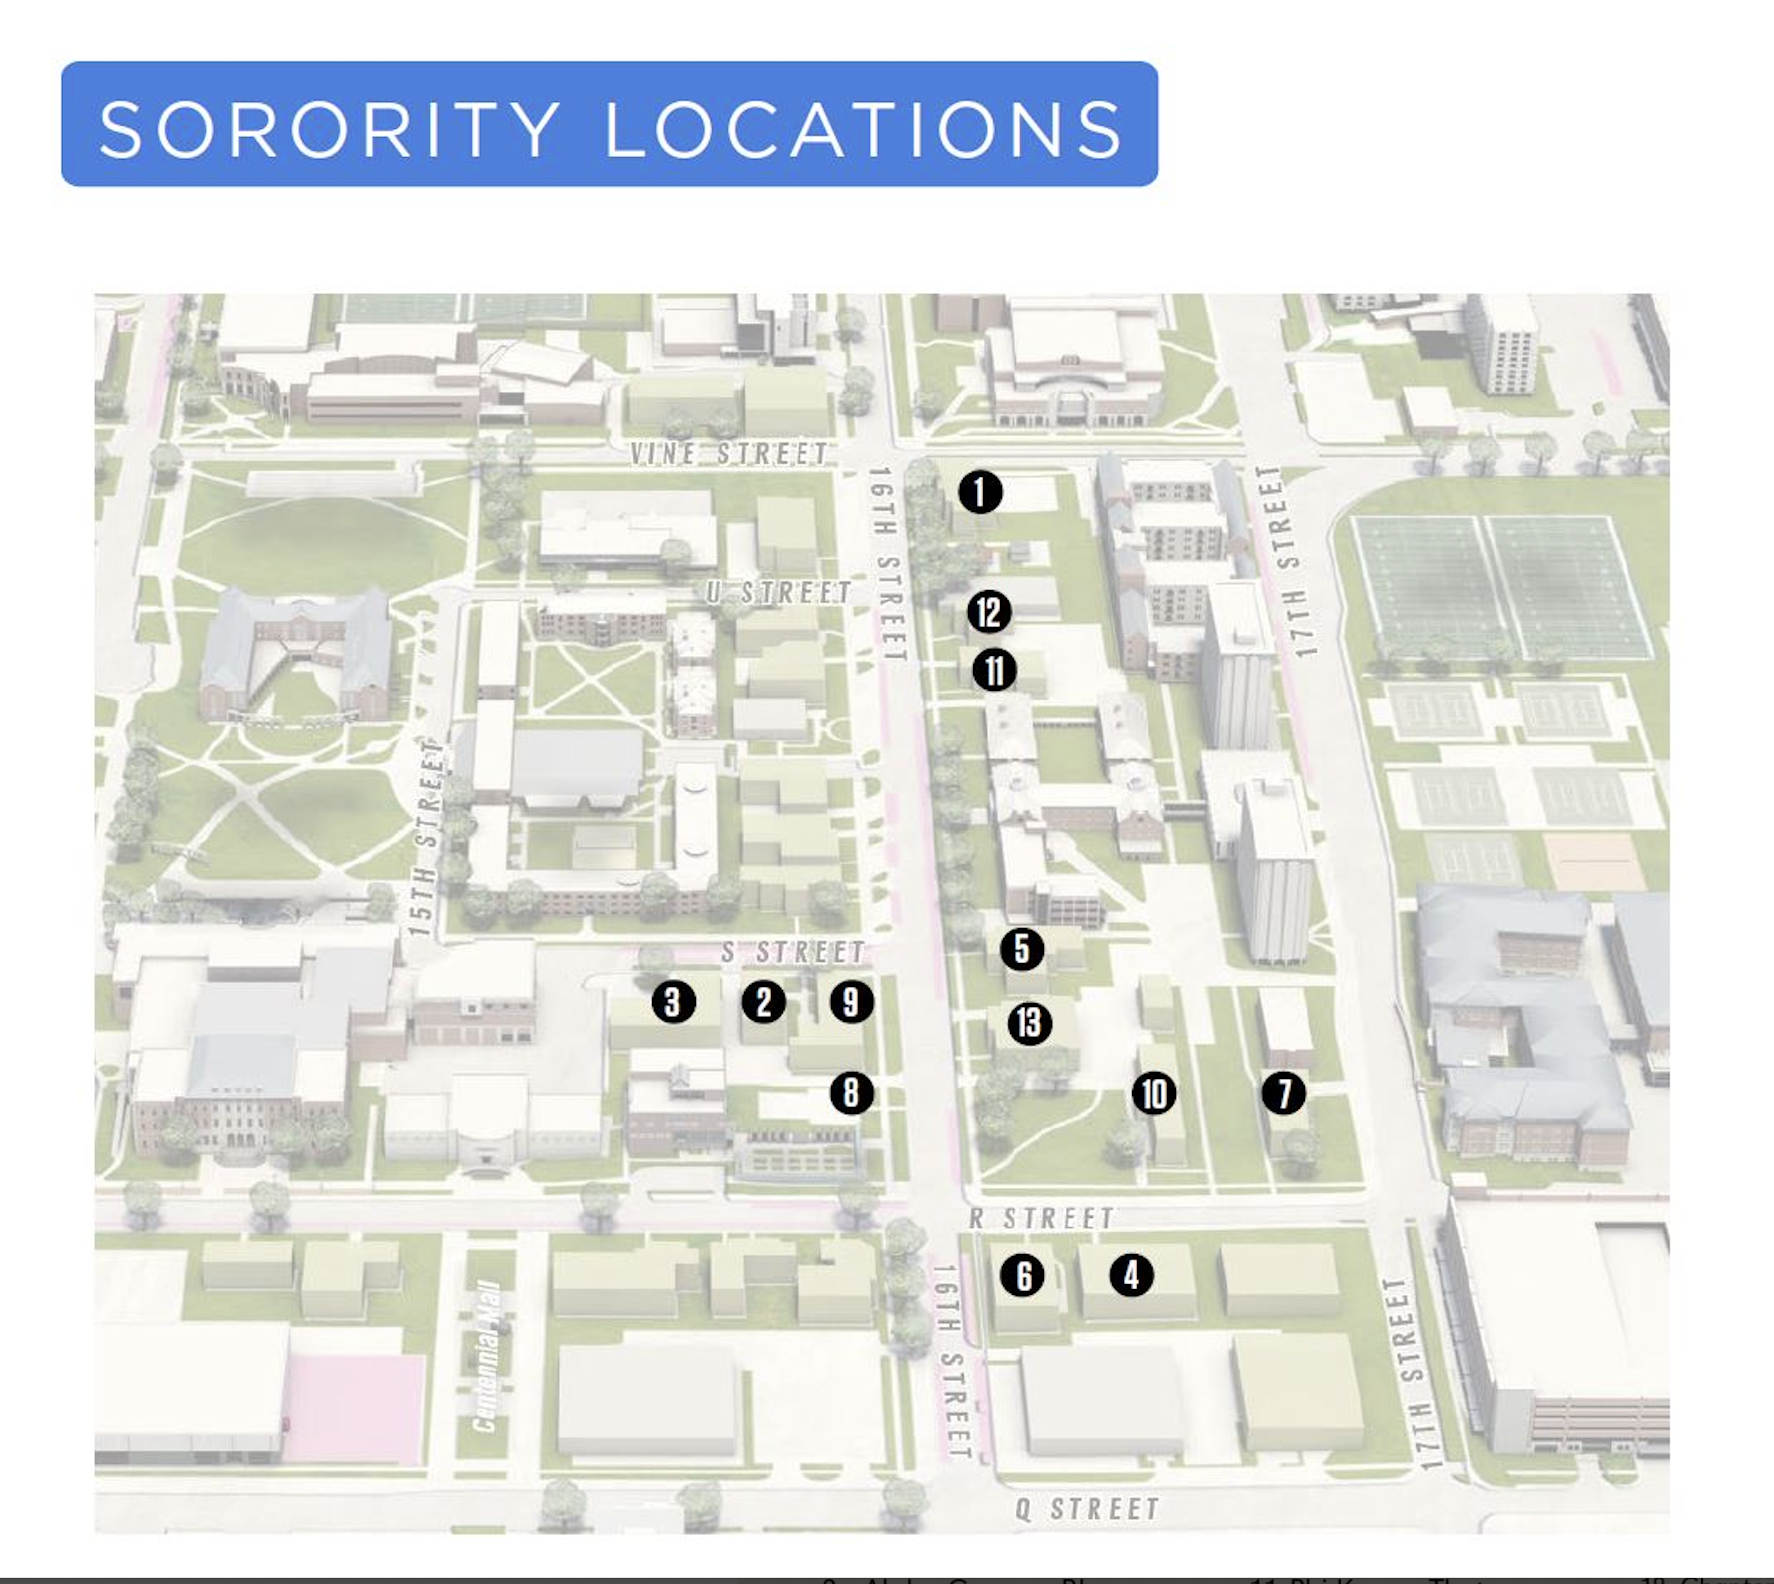 SORORITY LOCATIONS
VINE STREET
16TH STREET
17TH STREET
1
U STREET
12
11
15TH STREET
S STREET
5
3
2
9
13
8
10
7
R STREET
6
4
Centennial Mall
16TH STREET
17TH STREET
Q STREET